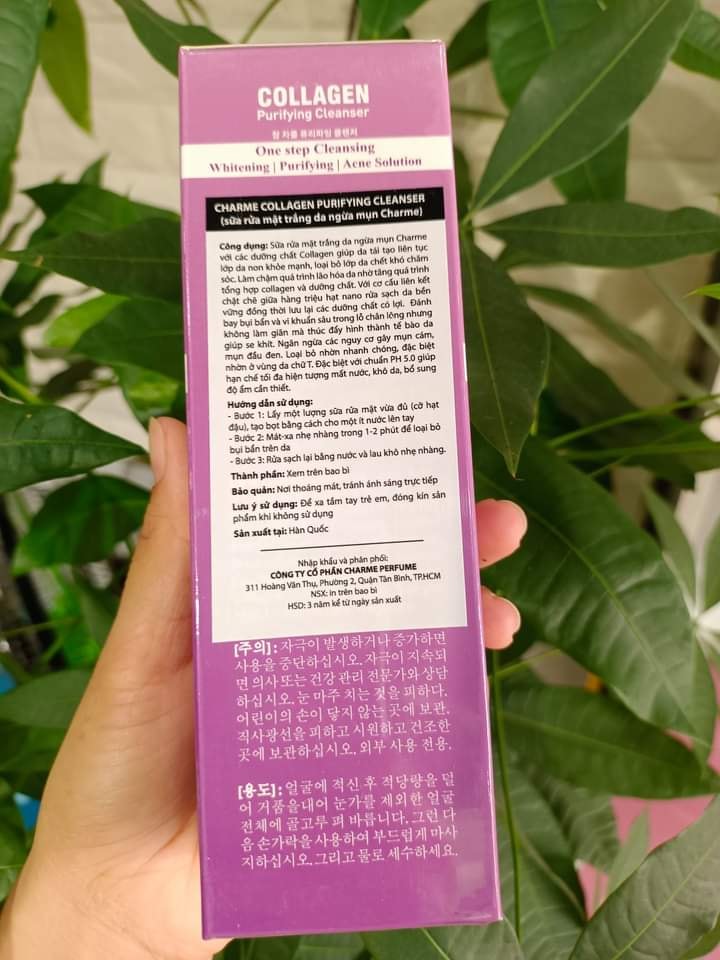 COLLAGEN
Purifying Cleanser
참 차콜 퓨리파잉 클렌저
One step Cleansing
Whitening | Purifying | Acne Solution
CHARME COLLAGEN PURIFYING CLEANSER
(sữa rửa mặt trắng da ngừa mụn Charme)
Công dụng: Sữa rửa mặt trắng da ngừa mụn Charme
với các dưỡng chất Collagen giúp da tái tạo liên tục
lớp da non khỏe mạnh, loại bỏ lớp da chết khó chăm
sóc. Làm chậm quá trình lão hóa da nhờ tăng quá trình
tổng hợp collagen và dưỡng chất. Với cơ cấu liên kết
chặt chẽ giữa hàng triệu hạt nano rửa sạch da bền
vững đồng thời lưu lại các dưỡng chất có lợi. Đánh
bay bụi bẩn và vi khuẩn sâu trong lỗ chân lông nhưng
không làm giãn mà thúc đẩy hình thành tế bào da
giúp se khít. Ngăn ngừa các nguy cơ gây mụn cám,
mụn đầu đen. Loại bỏ nhờn nhanh chóng, đặc biệt
nhờn ở vùng da chữ T. Đặc biệt với chuẩn PH 5.0 giúp
hạn chế tối đa hiện tượng mất nước, khô da, bổ sung
độ ẩm cần thiết.
Hướng dẫn sử dụng:
- Bước 1: Lấy một lượng sữa rửa mặt vừa đủ (cỡ hạt
đậu), tạo bọt bằng cách cho một ít nước lên tay
- Bước 2: Mát-xa nhẹ nhàng trong 1-2 phút để loại bỏ
bụi bẩn trên da
- Bước 3: Rửa sạch lại bằng nước và lau khô nhẹ nhàng.
Thành phần: Xem trên bao bì
Bảo quản: Nơi thoáng mát, tránh ánh sáng trực tiếp
Lưu ý sử dụng: Để xa tầm tay trẻ em, đóng kín sản
phẩm khi không sử dụng
Sản xuất tại: Hàn Quốc
Nhập khẩu và phân phối:
CÔNG TY CỔ PHẦN CHARME PERFUME
311 Hoàng Văn Thụ, Phường 2, Quận Tân Bình, TP.HCM
NSX: in trên bao bì
HSD: 3 năm kể từ ngày sản xuất
[주의] : 자극이 발생하거나 증가하면
사용을 중단하십시오. 자극이 지속되
면 의사 또는 건강 관리 전문가와 상담
하십시오. 눈 마주 치는 것을 피하다.
어린이의 손이 닿지 않는 곳에 보관.
직사광선을 피하고 시원하고 건조한
곳에 보관하십시오. 외부 사용 전용.
[용도] : 얼굴에 적신 후 적당량을 덜
어 거품을내어 눈가를 제외한 얼굴
전체에 골고루 펴 바릅니다. 그런 다
음 손가락을 사용하여 부드럽게 마사
지하십시오. 그리고 물로 세수하세요.